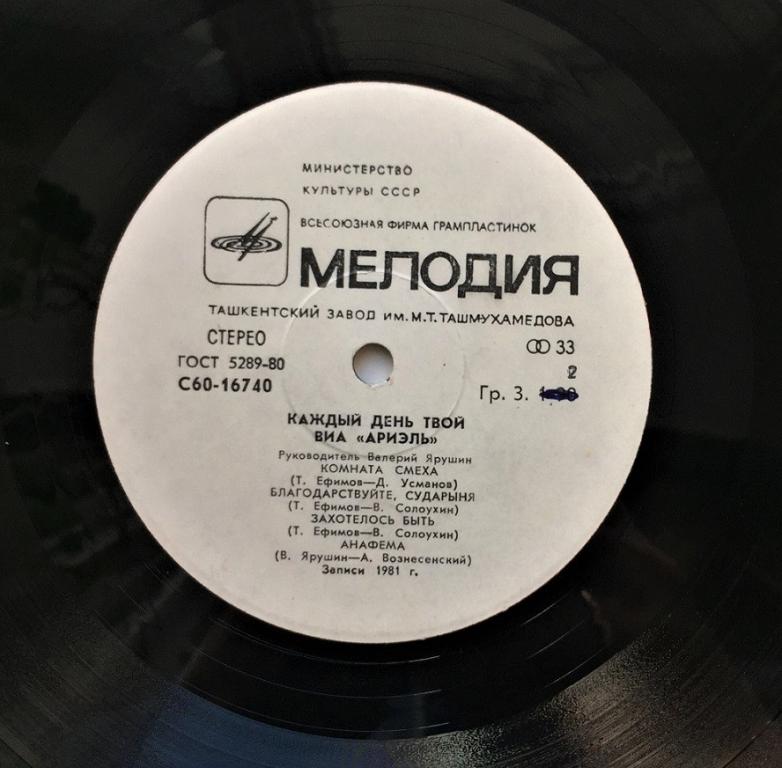 МИНИСТЕРСТВО
КУЛЬТУРЫ СССР
ВСЕСОЮЗНАЯ ФИРМА ГРАМПЛАСТИНОК
МЕЛОДИЯ
ТАШКЕНТСКИЙ ЗАВОД ИМ. М.Т. ТАШМУХАМЕДОВА
СТЕРЕО
33
ГОСТ 5289-80
2
С60-16740
Гр. 3.
КАЖДЫЙ ДЕНЬ ТВОЙ
ВИА «АРИЭЛЬ»
Руководитель Валерий Ярушин
КОМНАТА СМЕХА
(Т. Ефимов—Д. Усманов)
БЛАГОДАРСТВУЙТЕ, СУДАРЫНЯ
(Т. Ефимов—В. Солоухин)
ЗАХОТЕЛОСЬ БЫТЬ
(Т. Ефимов—В. Солоухин)
АНАФЕМА
(В. Ярушин—А. Вознесенский)
Записи 1981 г.